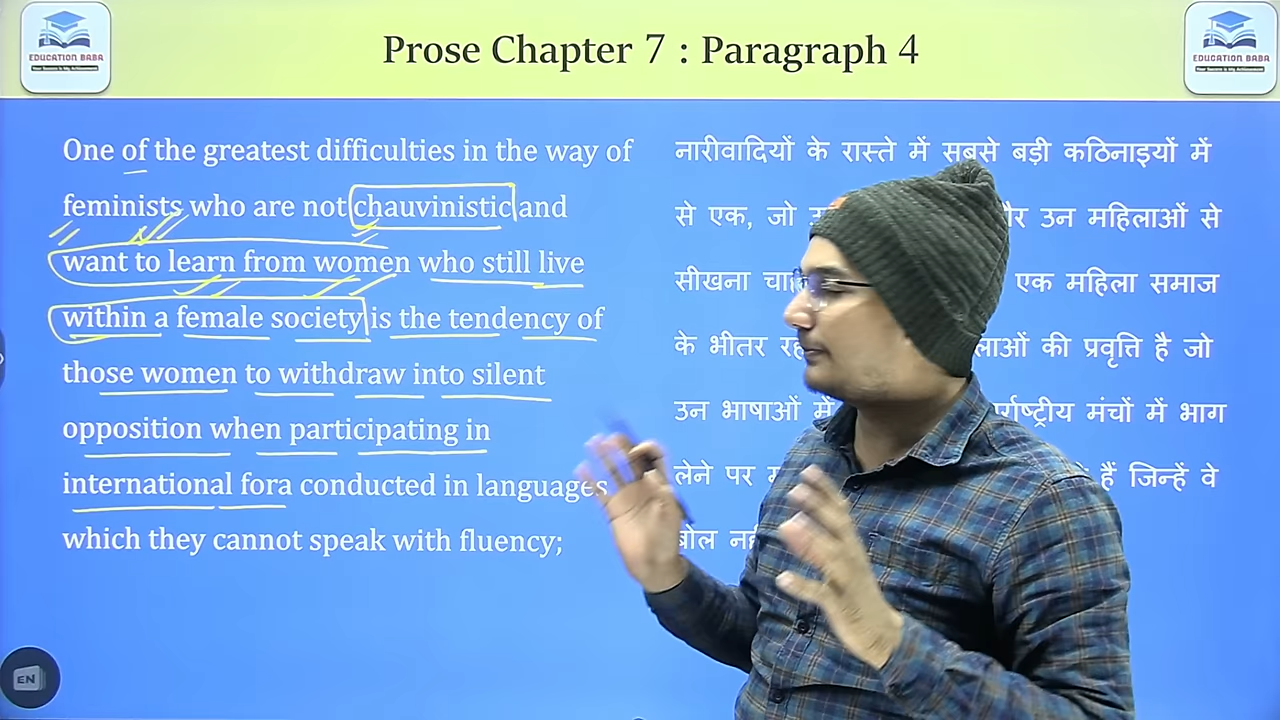 EDUCATION BABA
Prose Chapter 7 : Paragraph 4
EDUCATION BABA
One of the greatest difficulties in the way of
feminists who are not chauvinistic and
want to learn from women who still live
within a female society is the tendency of
those women to withdraw into silent
opposition when participating in
international fora conducted in languages
which they cannot speak with fluency;
नारीवादियों के रास्ते में सबसे बड़ी कठिनाइयों में
से एक, जो उन महिलाओं से
सीखना एक महिला समाज
के भीतर की प्रवृत्ति है जो
उन भाषाओं में मंचों में भाग
लेने पर हैं जिन्हें वे
बोल
EN